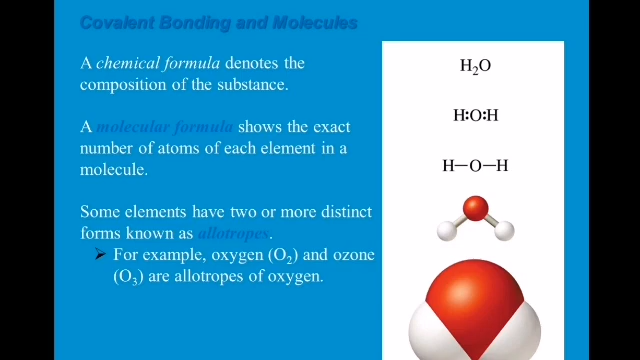 Covalent Bonding and Molecules
A chemical formula denotes the
composition of the substance.
A molecular formula shows the exact
number of atoms of each element in a
molecule.
Some elements have two or more distinct
forms known as allotropes.
For example, oxygen (O₂) and ozone
(O₃) are allotropes of oxygen.
H₂O
H:O:H
H—O—H